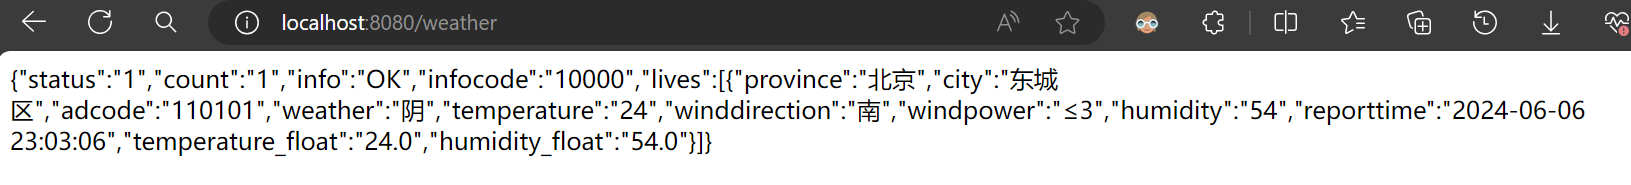 localhost:8080/weather
{"status":"1","count":"1","info":"OK","infocode":"10000","lives":[{"province":"北京","city":"东城
区","adcode":"110101","weather":"阴","temperature":"24","winddirection":"南","windpower":"≤3","humidity":"54","reporttime":"2024-06-06
23:03:06","temperature_float":"24.0","humidity_float":"54.0"}]}